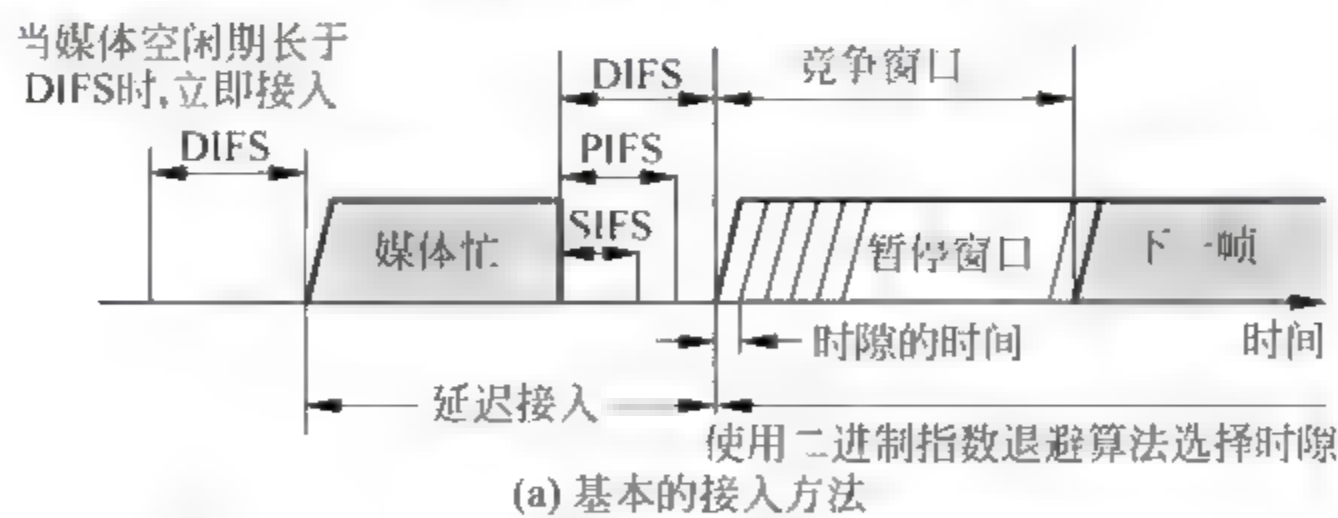 当媒体空闲期长于
DIFS时,立即接入
DIFS
DIFS
竞争窗口
PIFS
SIFS
媒体忙
暂停窗口
下一帧
时隙的时间
时间
延迟接入
使用二进制指数退避算法选择时隙
(a) 基本的接入方法